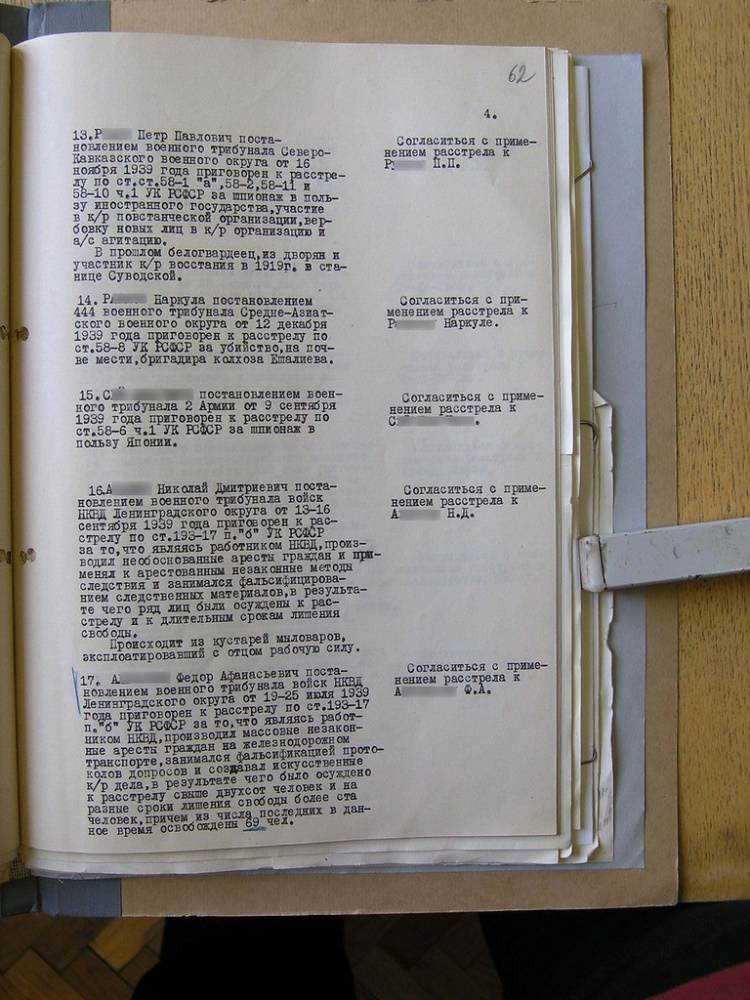 62
4.
13.Р Петр Павлович поста-
новлением военного трибунала Северо-
Кавказского военного округа от 16
ноября 1939 года приговорен к расстре-
лу по ст.ст.58-1 "а",58-2,58-11 и
58-10 ч.1 УК РСФСР за шпионаж в поль-
зу иностранного государства,участие
в к/р повстанческой организации,вер-
бовку новых лиц в к/р организацию и
а/с агитацию.
В прошлом белогвардеец,из дворян и
участник к/р восстания в 1919г. в ста-
нице Суводской.
Согласиться с приме-
нением расстрела к
Р П.П.
14. Р Наркула постановлением
444 военного трибунала Средне-Азиат-
ского военного округа от 12 декабря
1939 года приговорен к расстрелу по
ст.58-8 УК РСФСР за убийство,на поч-
ве мести,бригадира колхоза Ешалиева.
Согласиться с при-
менением расстрела к
Р Наркуле.
15.С постановлением воен-
ного трибунала 2 Армии от 9 сентября
1939 года приговорен к расстрелу по
ст.58-6 ч.1 УК РСФСР за шпионаж в
пользу Японии.
Согласиться с приме-
нением расстрела к
С .
16.А Николай Дмитриевич поста-
новлением военного трибунала войск
НКВД Ленинградского округа от 13-16
сентября 1939 года приговорен к рас-
стрелу по ст.193-17 п."б" УК РСФСР
за то,что являясь работником НКВД,произ-
водил необоснованные аресты граждан и при-
менял к арестованным незаконные методы
следствия и занимался фальсифицирова-
нием следственных материалов,в результа-
те чего ряд лиц были осуждены к рас-
стрелу и к длительным срокам лишения
свободы.
Происходит из кустарей мыловаров,
эксплоатировавший с отцом рабочую силу.
Согласиться с приме-
нением расстрела к
А Н.Д.
17. А Федор Афанасьевич поста-
новлением военного трибунала войск НКВД
Ленинградского округа от 19-25 июля 1939
года приговорен к расстрелу по ст.193-17
п."б" УК РСФСР за то,что являясь работ-
ником НКВД,производил массовые незакон-
ные аресты граждан на железнодорожном
транспорте,занимался фальсификацией прото-
колов допросов и создавал искусственные
к/р дела,в результате чего было осуждено
к расстрелу свыше двухсот человек и на
разные сроки лишения свободы более ста
человек,причем из числа последних в дан-
ное время освобождены 69 чел.
Согласиться с приме-
нением расстрела к
А Ф.А.